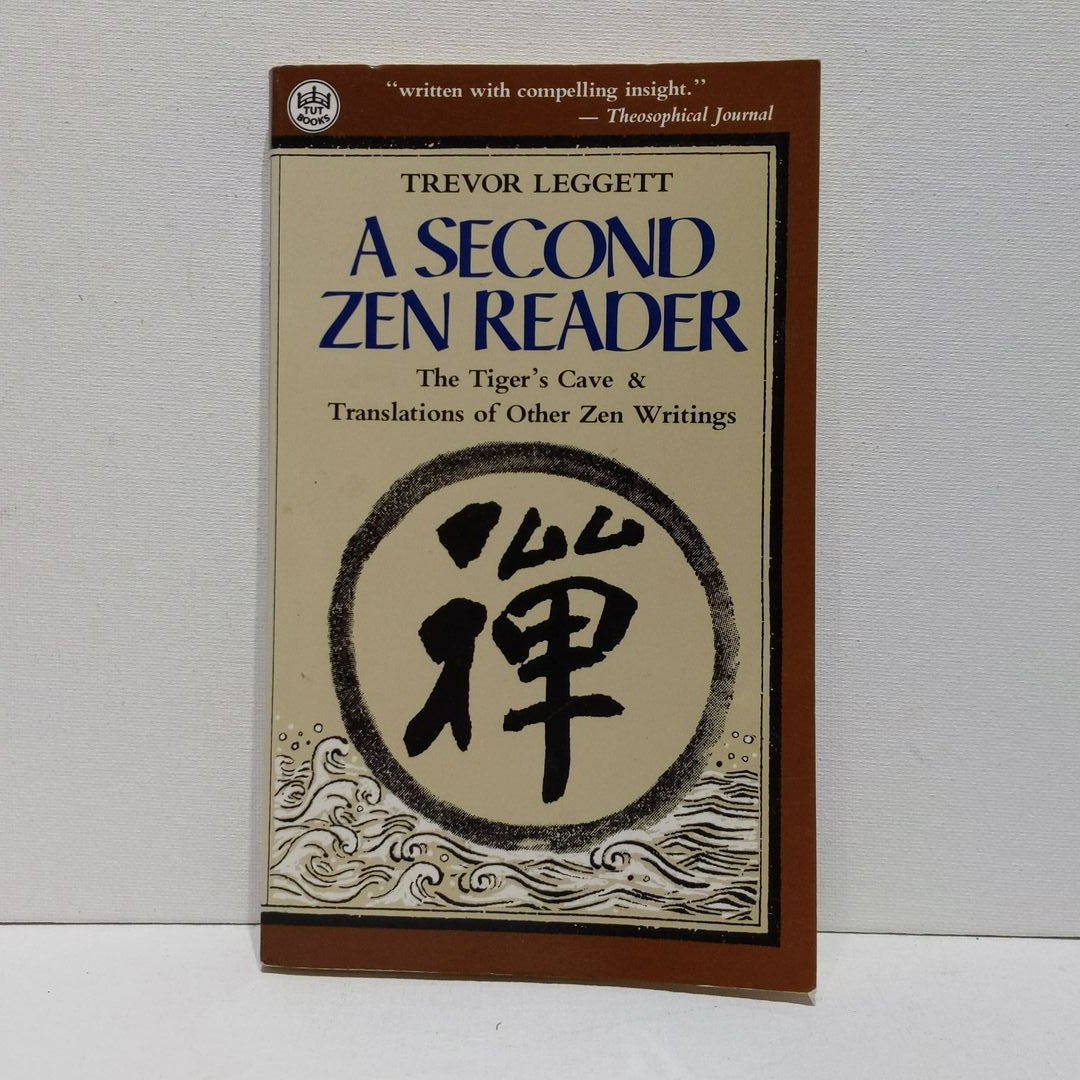 TUT
BOOKS
“written with compelling insight.”
— Theosophical Journal
TREVOR LEGGETT
A SECOND
ZEN READER
The Tiger’s Cave &
Translations of Other Zen Writings
禪